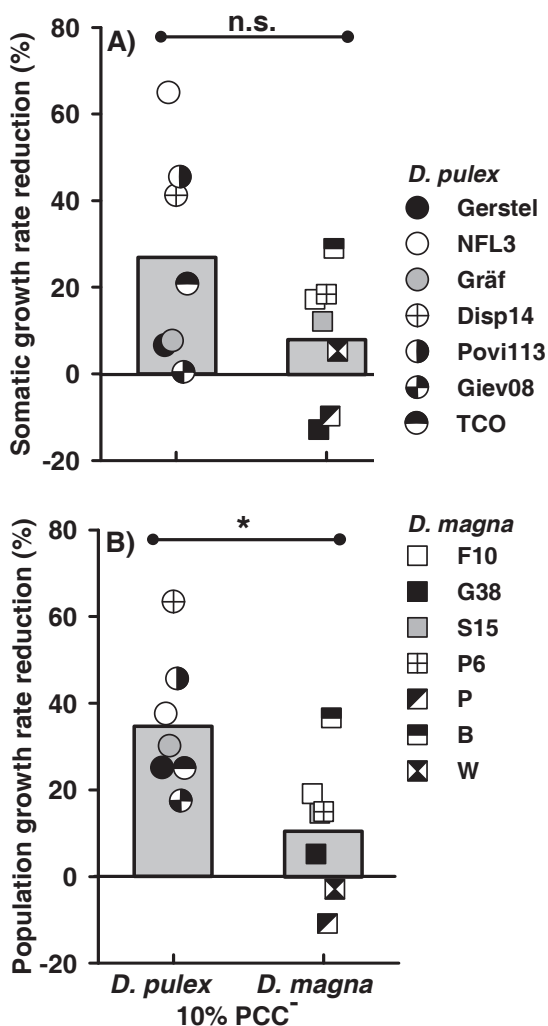 A)
n.s.
Somatic growth rate reduction (%)
80
60
40
20
0
-20
D. pulex
Gerstel
NFL3
Gräf
Disp14
Povi113
Giev08
TCO
B)
*
Population growth rate reduction (%)
80
60
40
20
0
-20
D. magna
F10
G38
S15
P6
P
B
W
D. pulex D. magna
10% PCC⁻